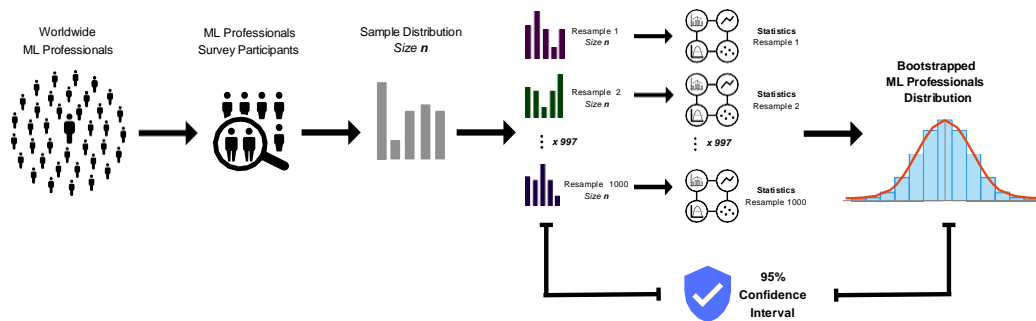 Worldwide
ML Professionals
ML Professionals
Survey Participants
Sample Distribution
Size n
Resample 1
Size n
Statistics
Resample 1
Resample 2
Size n
Statistics
Resample 2
x 997
x 997
Resample 1000
Size n
Statistics
Resample 1000
Bootstrapped
ML Professionals
Distribution
95%
Confidence
Interval